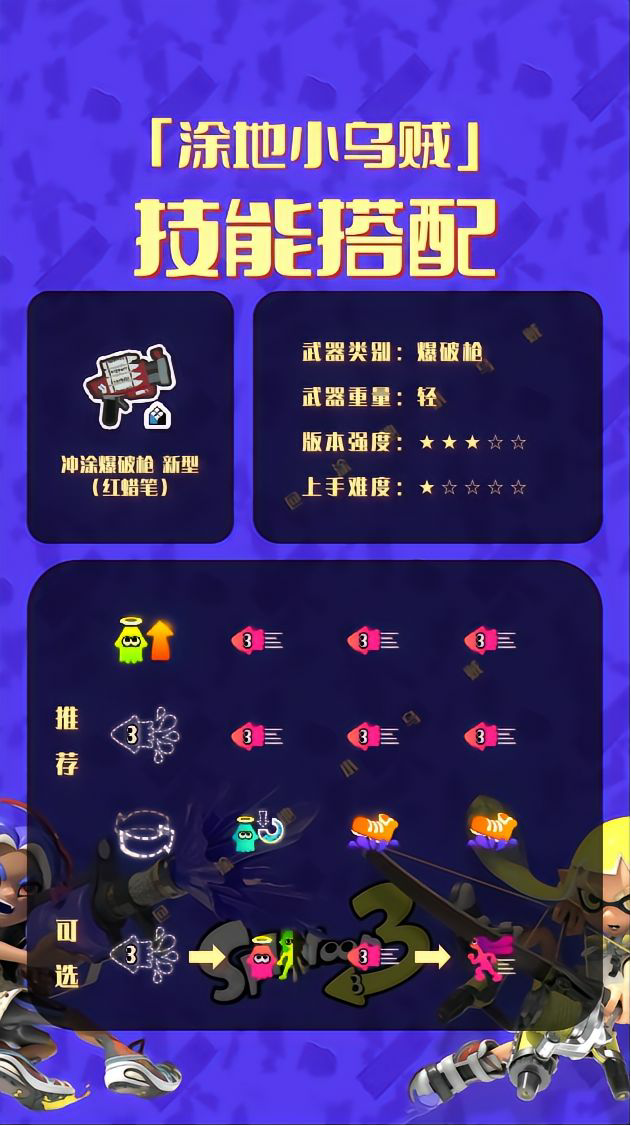 「涂地小乌贼」
技能搭配
冲涂爆破枪 新型
（红蜡笔）
武器类别：爆破枪
武器重量：轻
版本强度：★★★☆☆
上手难度：★☆☆☆☆
推荐
可选